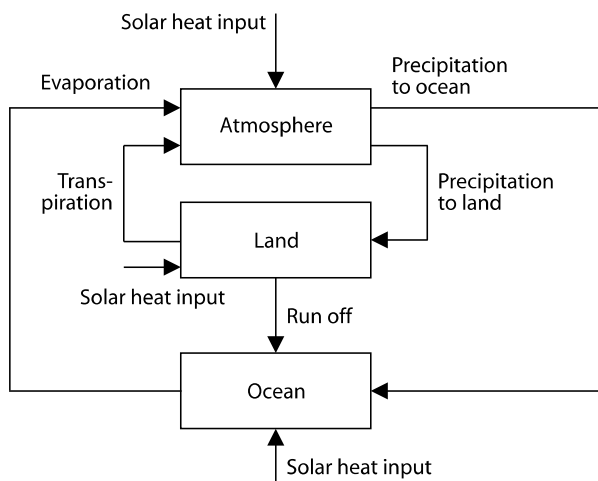 Solar heat input
Evaporation
Precipitation
to ocean
Atmosphere
Trans-
piration
Precipitation
to land
Land
Solar heat input
Run off
Ocean
Solar heat input